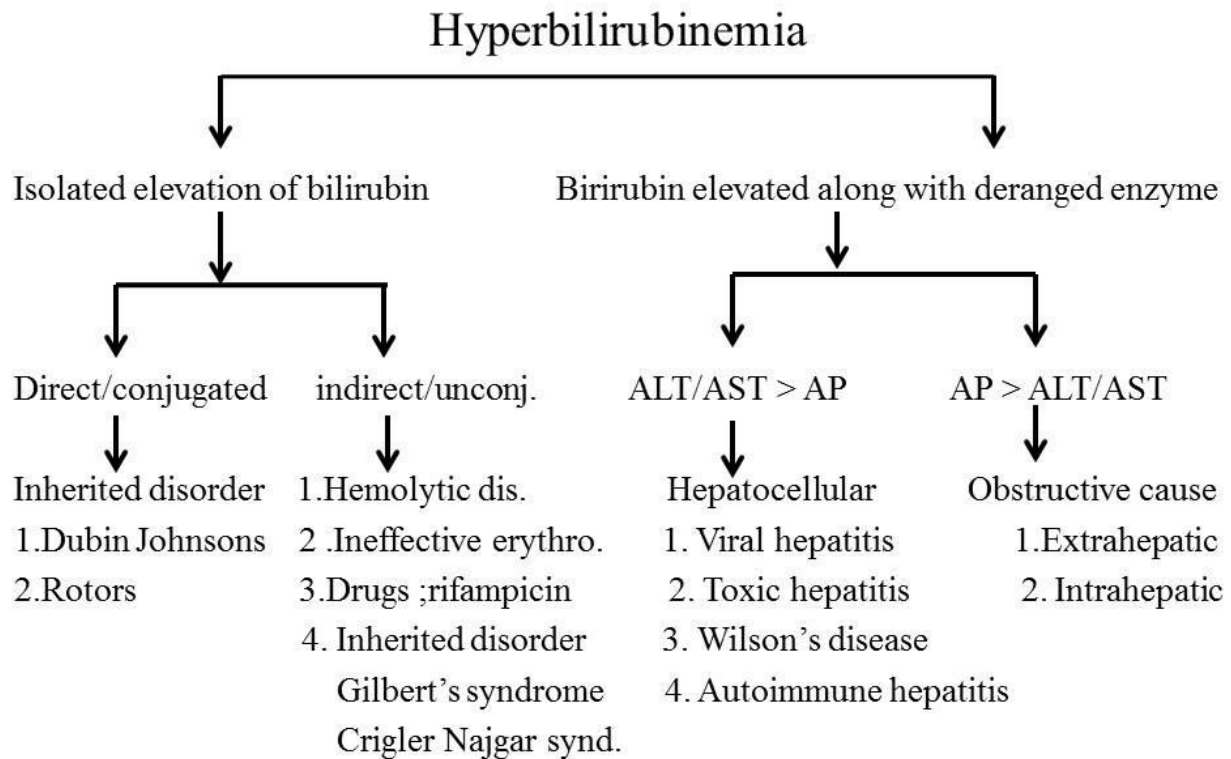 Hyperbilirubinemia
Isolated elevation of bilirubin
Birirubin elevated along with deranged enzyme
Direct/conjugated
indirect/unconj.
ALT/AST > AP
AP > ALT/AST
Inherited disorder
1.Dubin Johnsons
2.Rotors
1.Hemolytic dis.
2 .Ineffective erythro.
3.Drugs ;rifampicin
4. Inherited disorder
Gilbert’s syndrome
Crigler Najgar synd.
Hepatocellular
1. Viral hepatitis
2. Toxic hepatitis
3. Wilson’s disease
4. Autoimmune hepatitis
Obstructive cause
1.Extrahepatic
2. Intrahepatic